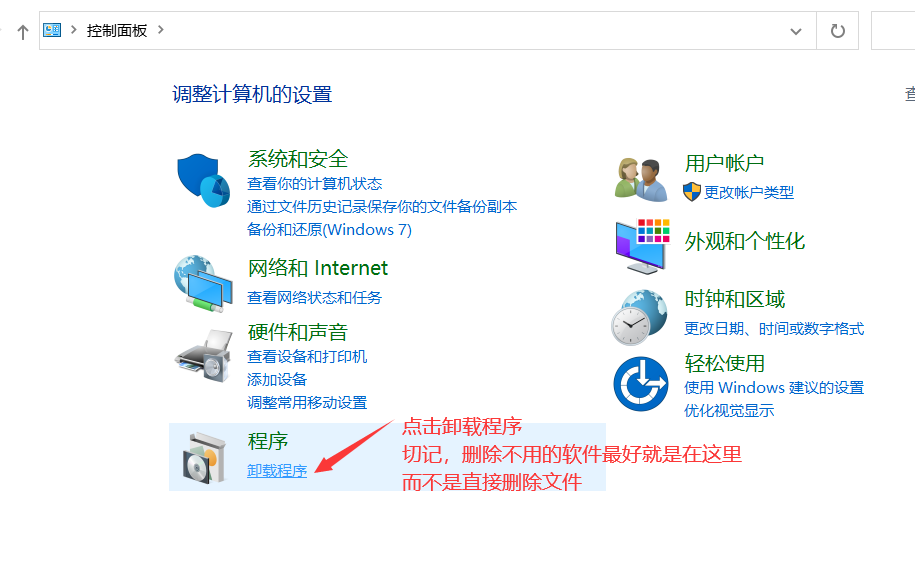 控制面板
调整计算机的设置
查
系统和安全
查看你的计算机状态
通过文件历史记录保存你的文件备份副本
备份和还原(Windows 7)
网络和 Internet
查看网络状态和任务
硬件和声音
查看设备和打印机
添加设备
调整常用移动设置
程序
卸载程序
点击卸载程序
切记，删除不用的软件最好就是在这里
而不是直接删除文件
用户帐户
更改帐户类型
外观和个性化
时钟和区域
更改日期、时间或数字格式
轻松使用
使用 Windows 建议的设置
优化视觉显示